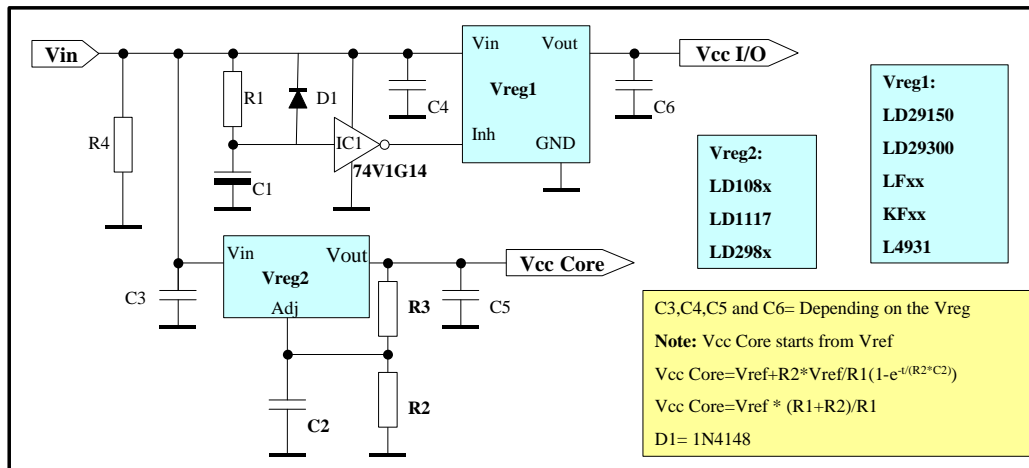 Vin
R4
R1
D1
C1
IC1
74V1G14
C4
Vin
Vout
Vreg1
Inh
GND
C6
Vcc I/O
Vreg1:
LD29150
LD29300
LFxx
KFxx
L4931
Vreg2:
LD108x
LD1117
LD298x
C3
Vin
Vout
Vreg2
Adj
R3
C5
Vcc Core
C2
R2
C3,C4,C5 and C6= Depending on the Vreg
Note: Vcc Core starts from Vref
Vcc Core=Vref+R2*Vref/R1(1-e-t/(R2*C2))
Vcc Core=Vref * (R1+R2)/R1
D1= 1N4148